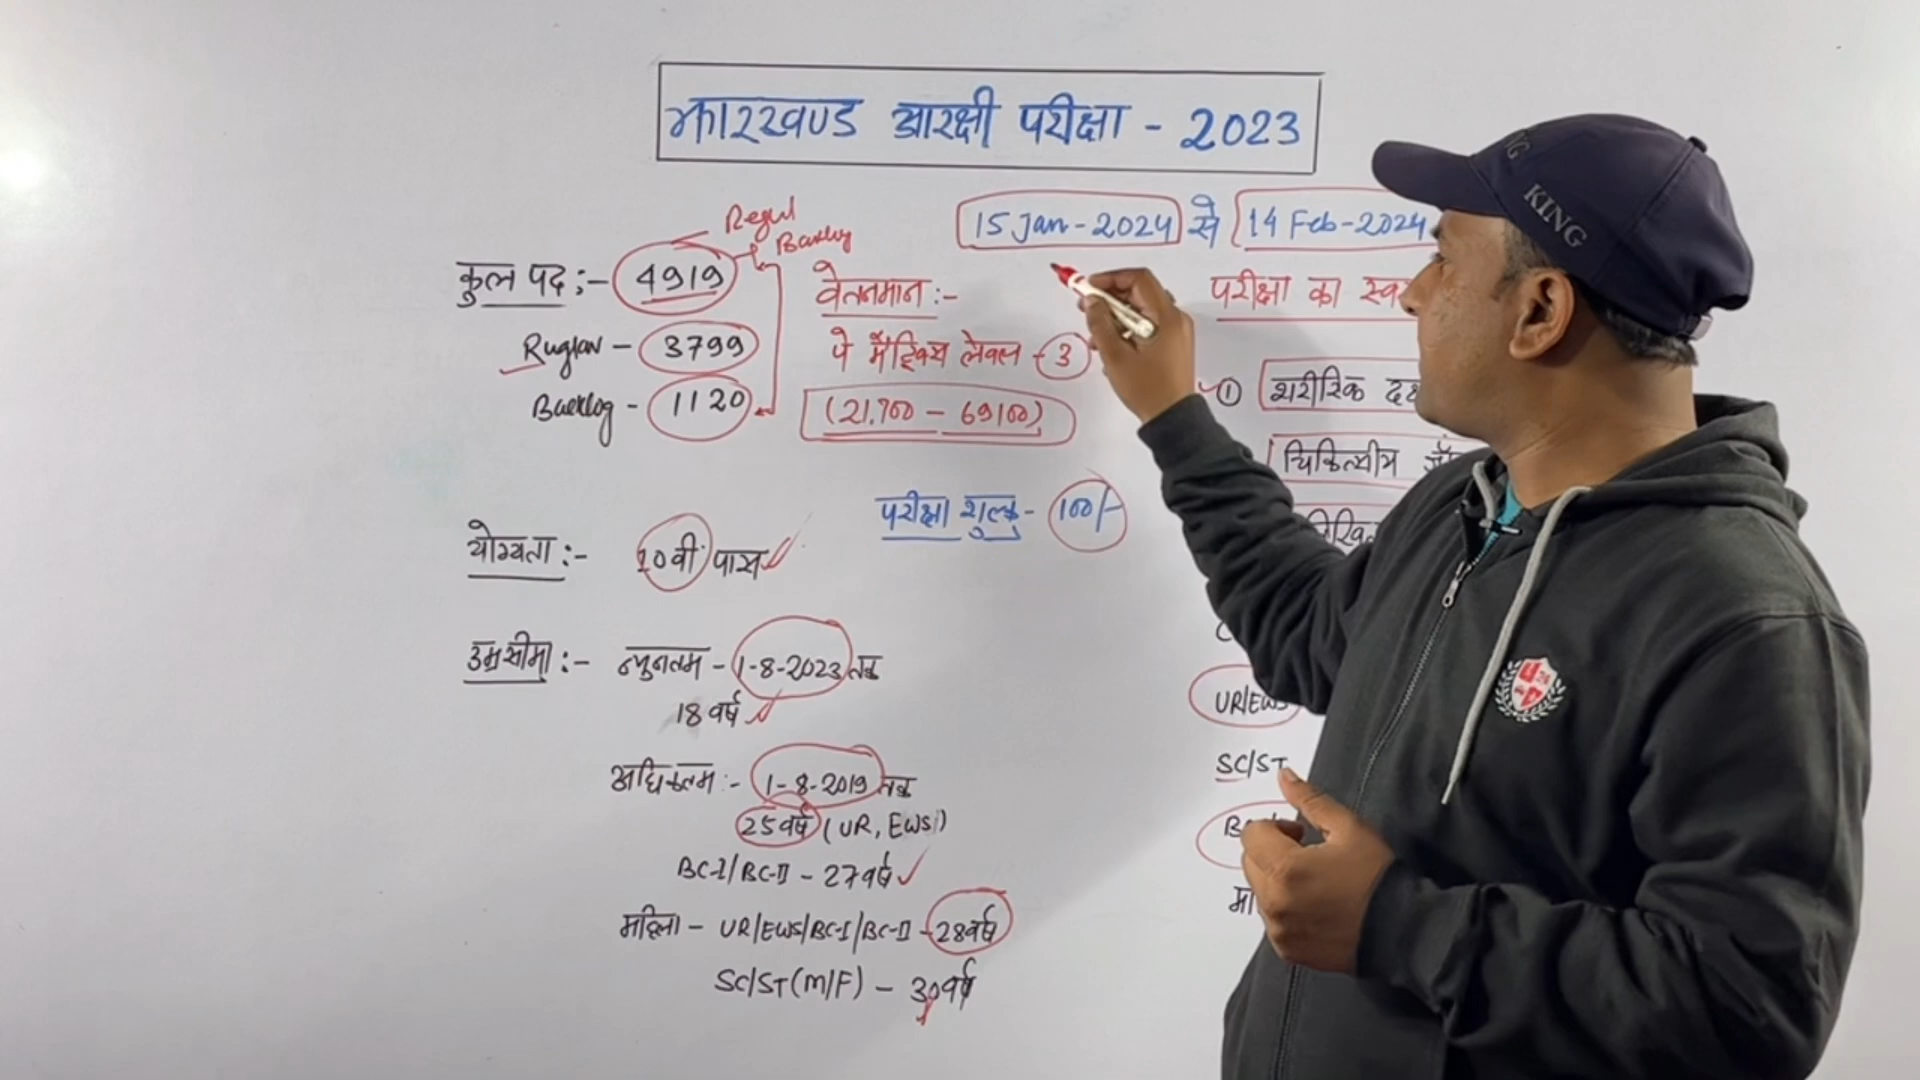 झारखण्ड आरक्षी परीक्षा - 2023
15 Jan-2024 से 14 Feb-2024
Regul
Backlog
कुल पद :- 4919
Ruglar - 3799
Backlog - 1120
वेतनमान :-
पे मैट्रिक्स लेवल - 3
(21,700 - 69100)
परीक्षा शुल्क - 100/-
योग्यता :- 10वी पास
उम्रसीमा :- न्युनतम - 1-8-2023 तक
18 वर्ष
अधिकतम :- 1-8-2019 तक
25 वर्ष (UR, EWS)
BC-I/BC-II - 27 वर्ष
महिला - UR/EWS/BC-I/BC-II - 28 वर्ष
SC/ST (M/F) - 30 वर्ष
परीक्षा का
① शारीरिक
चिकित्सीय
UR/EWS
SC/ST
KING